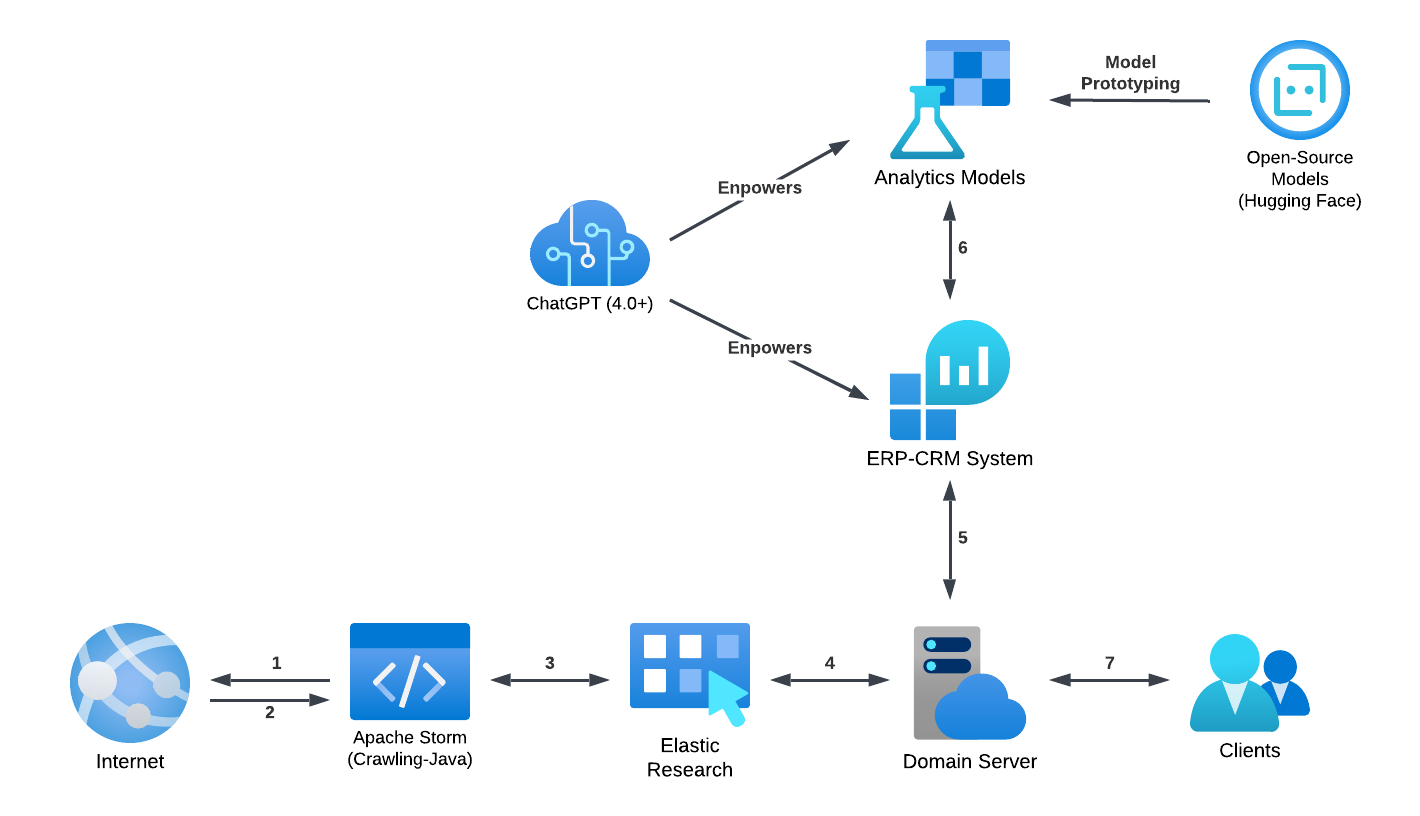 Model
Prototyping
Analytics Models
Open-Source
Models
(Hugging Face)
Enpowers
6
ChatGPT (4.0+)
Enpowers
ERP-CRM System
5
1
2
3
4
7
Internet
Apache Storm
(Crawling-Java)
Elastic
Research
Domain Server
Clients